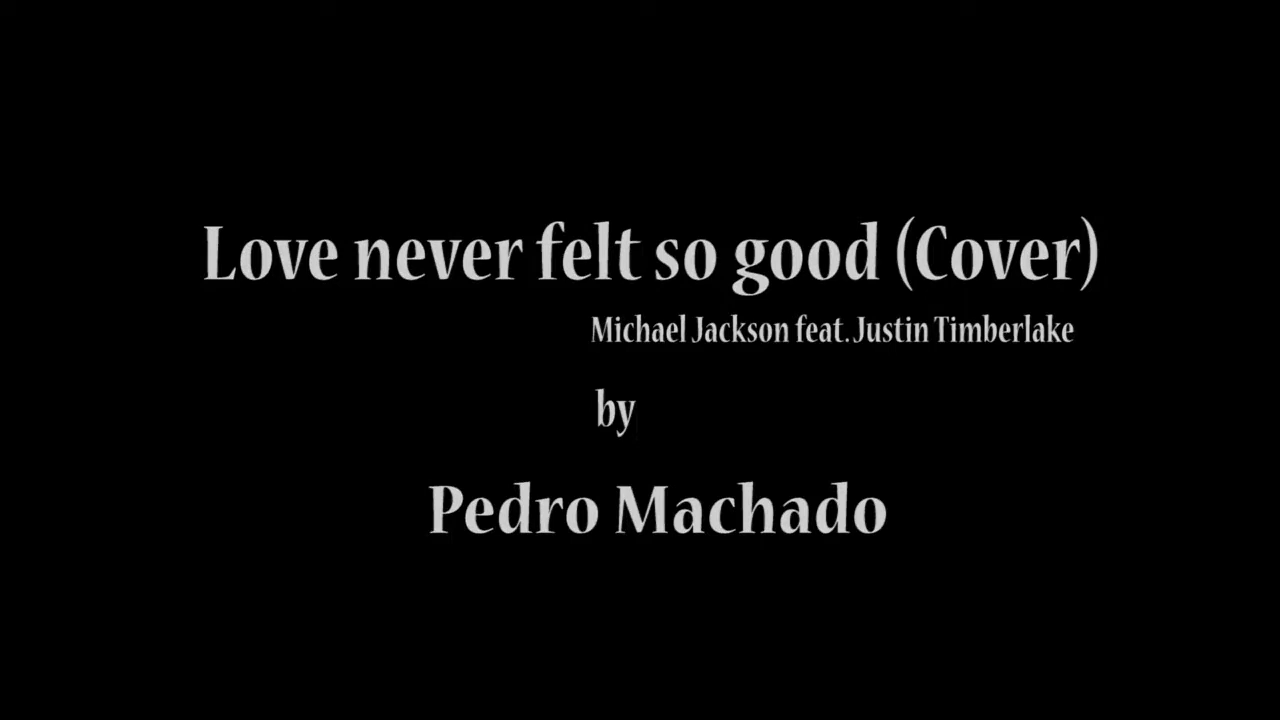 Love never felt so good (Cover)
Michael Jackson feat. Justin Timberlake
by
Pedro Machado